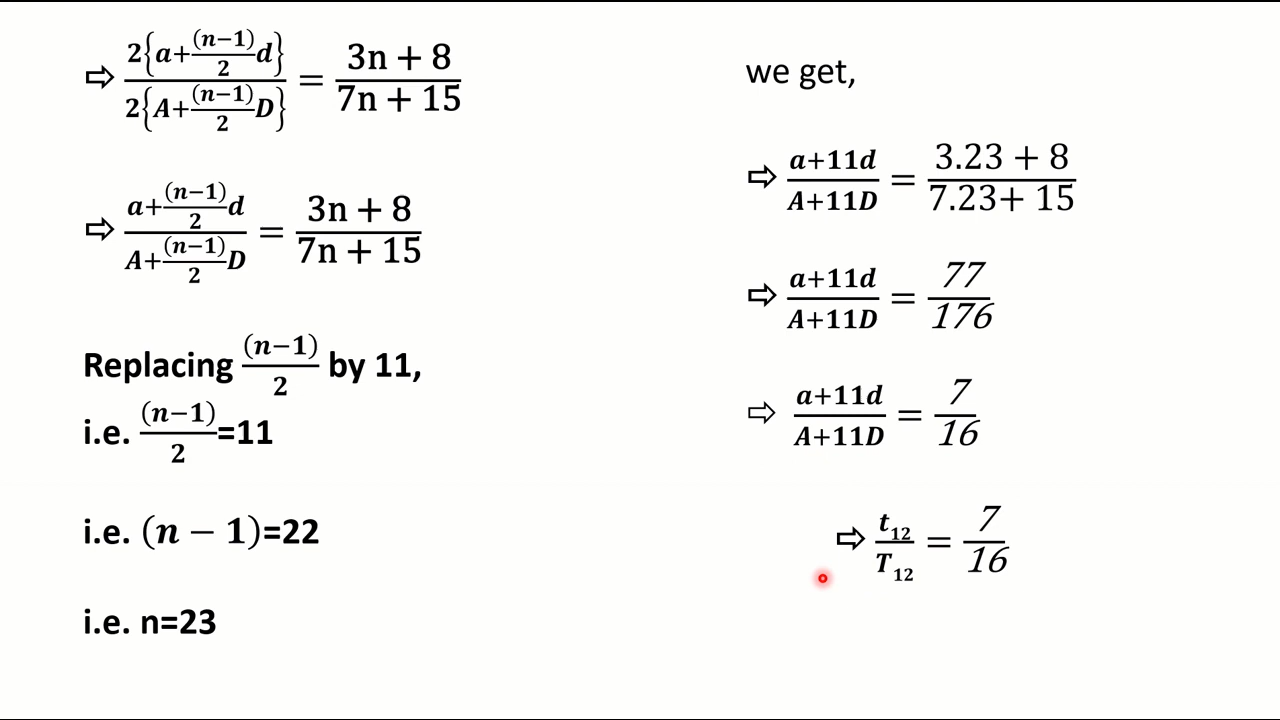 ⇨ 2{a+(n−1)/2 d} / 2{A+(n−1)/2 D} = 3n + 8 / 7n + 15
⇨ a+(n−1)/2 d / A+(n−1)/2 D = 3n + 8 / 7n + 15
Replacing (n−1)/2 by 11,
i.e. (n−1)/2 =11
i.e. (n − 1)=22
i.e. n=23
we get,
⇨ a+11d / A+11D = 3.23 + 8 / 7.23+ 15
⇨ a+11d / A+11D = 77 / 176
⇨ a+11d / A+11D = 7 / 16
⇨ t₁₂ / T₁₂ = 7 / 16